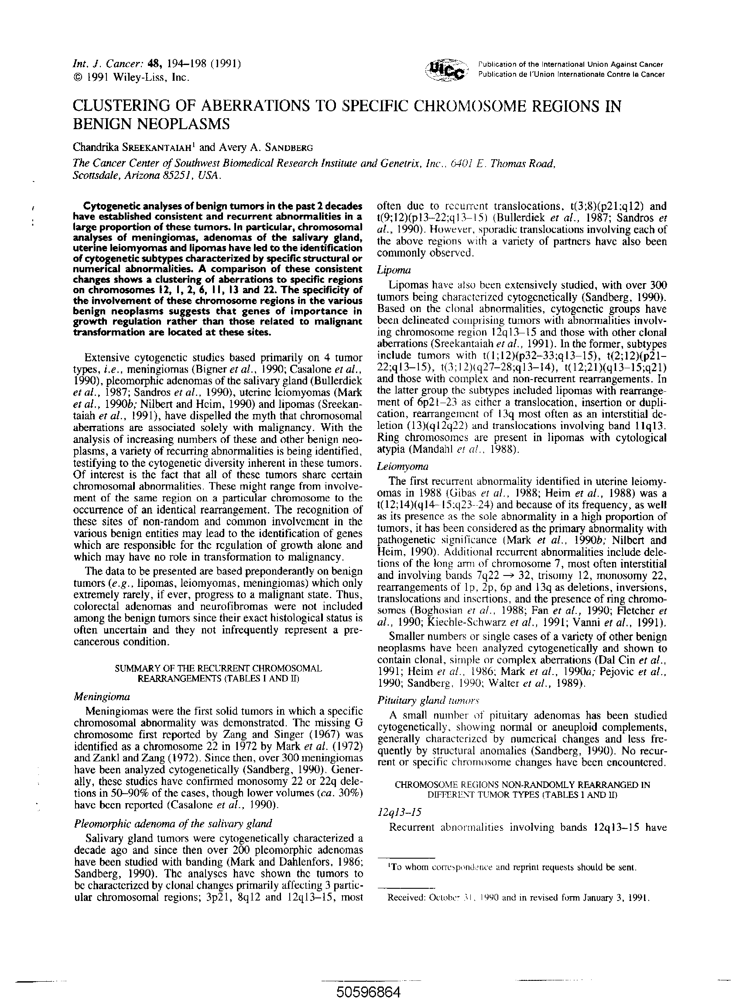 Int. J. Cancer: 48, 194–198 (1991)
© 1991 Wiley-Liss, Inc.
uicc
Publication of the International Union Against Cancer
Publication de l'Union Internationale Contre le Cancer
CLUSTERING OF ABERRATIONS TO SPECIFIC CHROMOSOME REGIONS IN
BENIGN NEOPLASMS
Chandrika SREEKANTAIAH¹ and Avery A. SANDBERG
The Cancer Center of Southwest Biomedical Research Institute and Genetrix, Inc., 6401 E. Thomas Road,
Scottsdale, Arizona 85251, USA.
Cytogenetic analyses of benign tumors in the past 2 decades
have established consistent and recurrent abnormalities in a
large proportion of these tumors. In particular, chromosomal
analyses of meningiomas, adenomas of the salivary gland,
uterine leiomyomas and lipomas have led to the identification
of cytogenetic subtypes characterized by specific structural or
numerical abnormalities. A comparison of these consistent
changes shows a clustering of aberrations to specific regions
on chromosomes 12, 1, 2, 6, 11, 13 and 22. The specificity of
the involvement of these chromosome regions in the various
benign neoplasms suggests that genes of importance in
growth regulation rather than those related to malignant
transformation are located at these sites.
Extensive cytogenetic studies based primarily on 4 tumor
types, i.e., meningiomas (Bigner et al., 1990; Casalone et al.,
1990), pleomorphic adenomas of the salivary gland (Bullerdiek
et al., 1987; Sandros et al., 1990), uterine leiomyomas (Mark
et al., 1990b; Nilbert and Heim, 1990) and lipomas (Sreekan-
taiah et al., 1991), have dispelled the myth that chromosomal
aberrations are associated solely with malignancy. With the
analysis of increasing numbers of these and other benign neo-
plasms, a variety of recurring abnormalities is being identified,
testifying to the cytogenetic diversity inherent in these tumors.
Of interest is the fact that all of these tumors share certain
chromosomal abnormalities. These might range from involve-
ment of the same region on a particular chromosome to the
occurrence of an identical rearrangement. The recognition of
these sites of non-random and common involvement in the
various benign entities may lead to the identification of genes
which are responsible for the regulation of growth alone and
which may have no role in transformation to malignancy.
The data to be presented are based preponderantly on benign
tumors (e.g., lipomas, leiomyomas, meningiomas) which only
extremely rarely, if ever, progress to a malignant state. Thus,
colorectal adenomas and neurofibromas were not included
among the benign tumors since their exact histological status is
often uncertain and they not infrequently represent a pre-
cancerous condition.
SUMMARY OF THE RECURRENT CHROMOSOMAL
REARRANGEMENTS (TABLES I AND II)
Meningioma
Meningiomas were the first solid tumors in which a specific
chromosomal abnormality was demonstrated. The missing G
chromosome first reported by Zang and Singer (1967) was
identified as a chromosome 22 in 1972 by Mark et al. (1972)
and Zankl and Zang (1972). Since then, over 300 meningiomas
have been analyzed cytogenetically (Sandberg, 1990). Gener-
ally, these studies have confirmed monosomy 22 or 22q dele-
tions in 50–90% of the cases, though lower volumes (ca. 30%)
have been reported (Casalone et al., 1990).
Pleomorphic adenoma of the salivary gland
Salivary gland tumors were cytogenetically characterized a
decade ago and since then over 200 pleomorphic adenomas
have been studied with banding (Mark and Dahlenfors, 1986;
Sandberg, 1990). The analyses have shown the tumors to
be characterized by clonal changes primarily affecting 3 partic-
ular chromosomal regions; 3p21, 8q12 and 12q13–15, most
often due to recurrent translocations, t(3;8)(p21;q12) and
t(9;12)(p13–22;q13–15) (Bullerdiek et al., 1987; Sandros et
al., 1990). However, sporadic translocations involving each of
the above regions with a variety of partners have also been
commonly observed.
Lipoma
Lipomas have also been extensively studied, with over 300
tumors being characterized cytogenetically (Sandberg, 1990).
Based on the clonal abnormalities, cytogenetic groups have
been delineated comprising tumors with abnormalities involv-
ing chromosome region 12q13–15 and those with other clonal
aberrations (Sreekantaiah et al., 1991). In the former, subtypes
include tumors with t(1;12)(p32–33;q13–15), t(2;12)(p21–
22;q13–15), t(3;12)(q27–28;q13–14), t(12;21)(q13–15;q21)
and those with complex and non-recurrent rearrangements. In
the latter group the subtypes included lipomas with rearrange-
ment of 6p21–23 as either a translocation, insertion or dupli-
cation, rearrangement of 13q most often as an interstitial de-
letion (13)(q12q22) and translocations involving band 11q13.
Ring chromosomes are present in lipomas with cytological
atypia (Mandahl et al., 1988).
Leiomyoma
The first recurrent abnormality identified in uterine leiomy-
omas in 1988 (Gibas et al., 1988; Heim et al., 1988) was a
t(12;14)(q14–15;q23–24) and because of its frequency, as well
as its presence as the sole abnormality in a high proportion of
tumors, it has been considered as the primary abnormality with
pathogenetic significance (Mark et al., 1990b; Nilbert and
Heim, 1990). Additional recurrent abnormalities include dele-
tions of the long arm of chromosome 7, most often interstitial
and involving bands 7q22 → 32, trisomy 12, monosomy 22,
rearrangements of 1p, 2p, 6p and 13q as deletions, inversions,
translocations and insertions, and the presence of ring chromo-
somes (Boghosian et al., 1988; Fan et al., 1990; Fletcher et
al., 1990; Kiechle-Schwarz et al., 1991; Vanni et al., 1991).
Smaller numbers or single cases of a variety of other benign
neoplasms have been analyzed cytogenetically and shown to
contain clonal, simple or complex aberrations (Dal Cin et al.,
1991; Heim et al., 1986; Mark et al., 1990a; Pejovic et al.,
1990; Sandberg, 1990; Walter et al., 1989).
Pituitary gland tumors
A small number of pituitary adenomas has been studied
cytogenetically, showing normal or aneuploid complements,
generally characterized by numerical changes and less fre-
quently by structural anomalies (Sandberg, 1990). No recur-
rent or specific chromosome changes have been encountered.
CHROMOSOME REGIONS NON-RANDOMLY REARRANGED IN
DIFFERENT TUMOR TYPES (TABLES I AND II)
12q13–15
Recurrent abnormalities involving bands 12q13–15 have
¹To whom correspondence and reprint requests should be sent.
Received: October 31, 1990 and in revised form January 3, 1991.
50596864